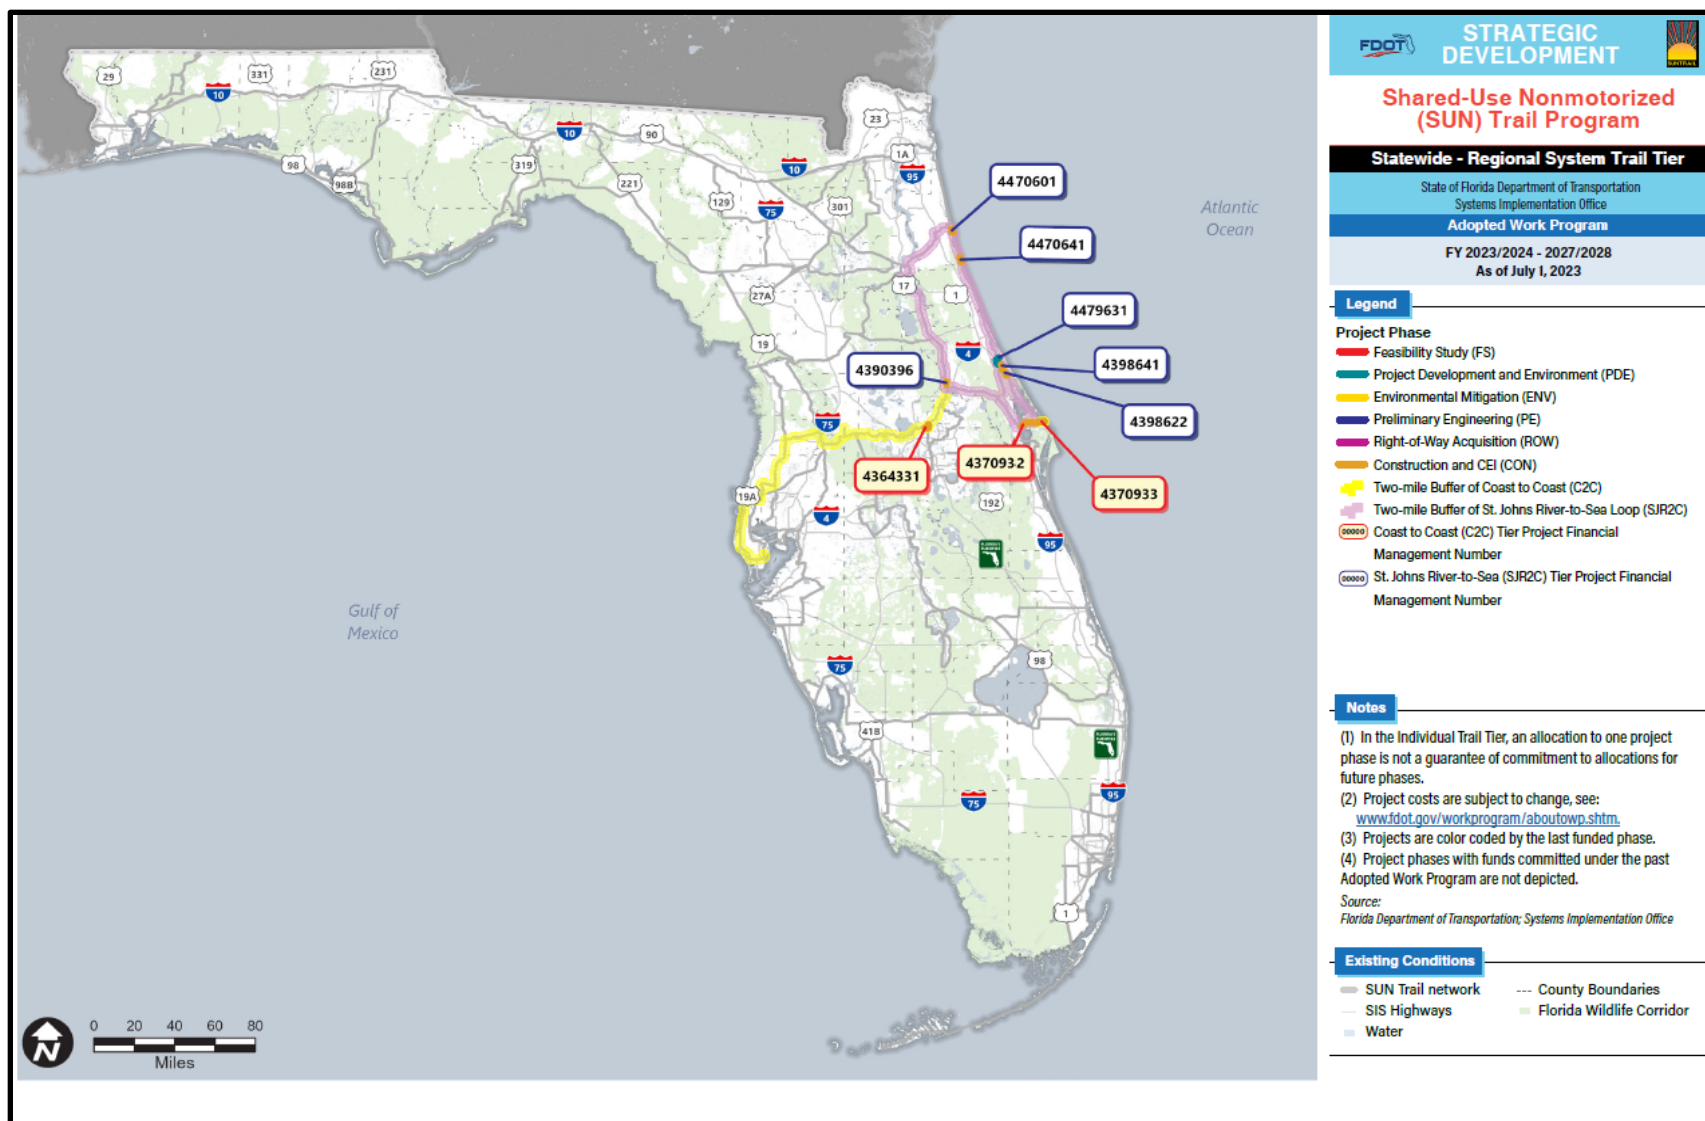 29
331
231
10
10
90
23
1A
95
10
98
98B
319
221
129
75
301
4470601
4470641
Atlantic
Ocean
17
1
27A
19
4
4479631
4398641
4398622
4390396
75
4364331
4370932
4370933
19A
4
192
95
Gulf of
Mexico
75
98
41B
75
95
1
N
0 20 40 60 80
Miles
FDOT
STRATEGIC
DEVELOPMENT
SUNTRAIL
Shared-Use Nonmotorized
(SUN) Trail Program
Statewide - Regional System Trail Tier
State of Florida Department of Transportation
Systems Implementation Office
Adopted Work Program
FY 2023/2024 - 2027/2028
As of July 1, 2023
Legend
Project Phase
Feasibility Study (FS)
Project Development and Environment (PDE)
Environmental Mitigation (ENV)
Preliminary Engineering (PE)
Right-of-Way Acquisition (ROW)
Construction and CEI (CON)
Two-mile Buffer of Coast to Coast (C2C)
Two-mile Buffer of St. Johns River-to-Sea Loop (SJR2C)
00000 Coast to Coast (C2C) Tier Project Financial
Management Number
00000 St. Johns River-to-Sea (SJR2C) Tier Project Financial
Management Number
Notes
(1) In the Individual Trail Tier, an allocation to one project
phase is not a guarantee of commitment to allocations for
future phases.
(2) Project costs are subject to change, see:
www.fdot.gov/workprogram/aboutowp.shtm.
(3) Projects are color coded by the last funded phase.
(4) Project phases with funds committed under the past
Adopted Work Program are not depicted.
Source:
Florida Department of Transportation; Systems Implementation Office
Existing Conditions
SUN Trail network
County Boundaries
SIS Highways
Florida Wildlife Corridor
Water